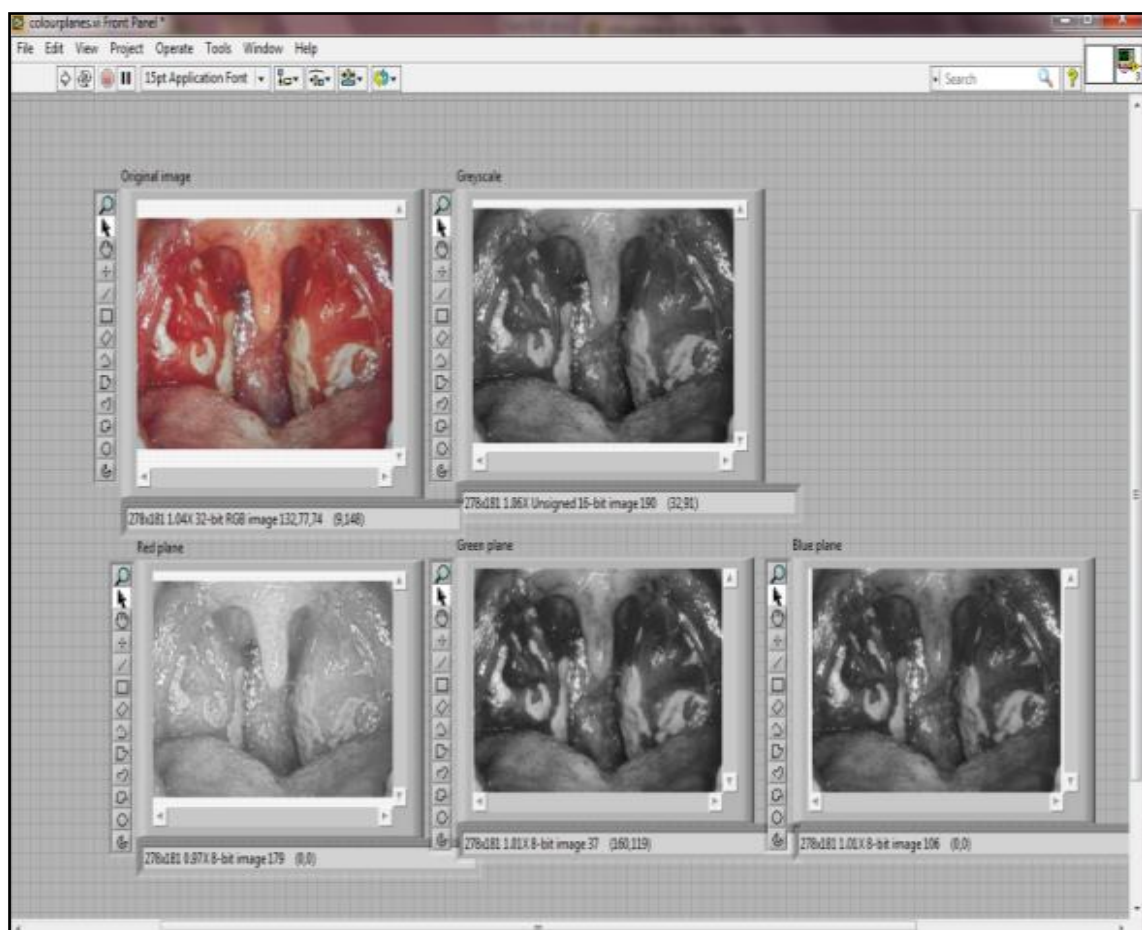 colourplanes.vi Front Panel *
File Edit View Project Operate Tools Window Help
15pt Application Font
Search
3
Original image
Greyscale
278x181 1.04X 32-bit RGB image 132,77,74 (9,148)
278x181 1.06X Unsigned 16-bit image 190 (32,91)
Red plane
Green plane
Blue plane
278x181 0.97X 8-bit image 179 (0,0)
278x181 1.01X 8-bit image 37 (160,119)
278x181 1.01X 8-bit image 106 (0,0)